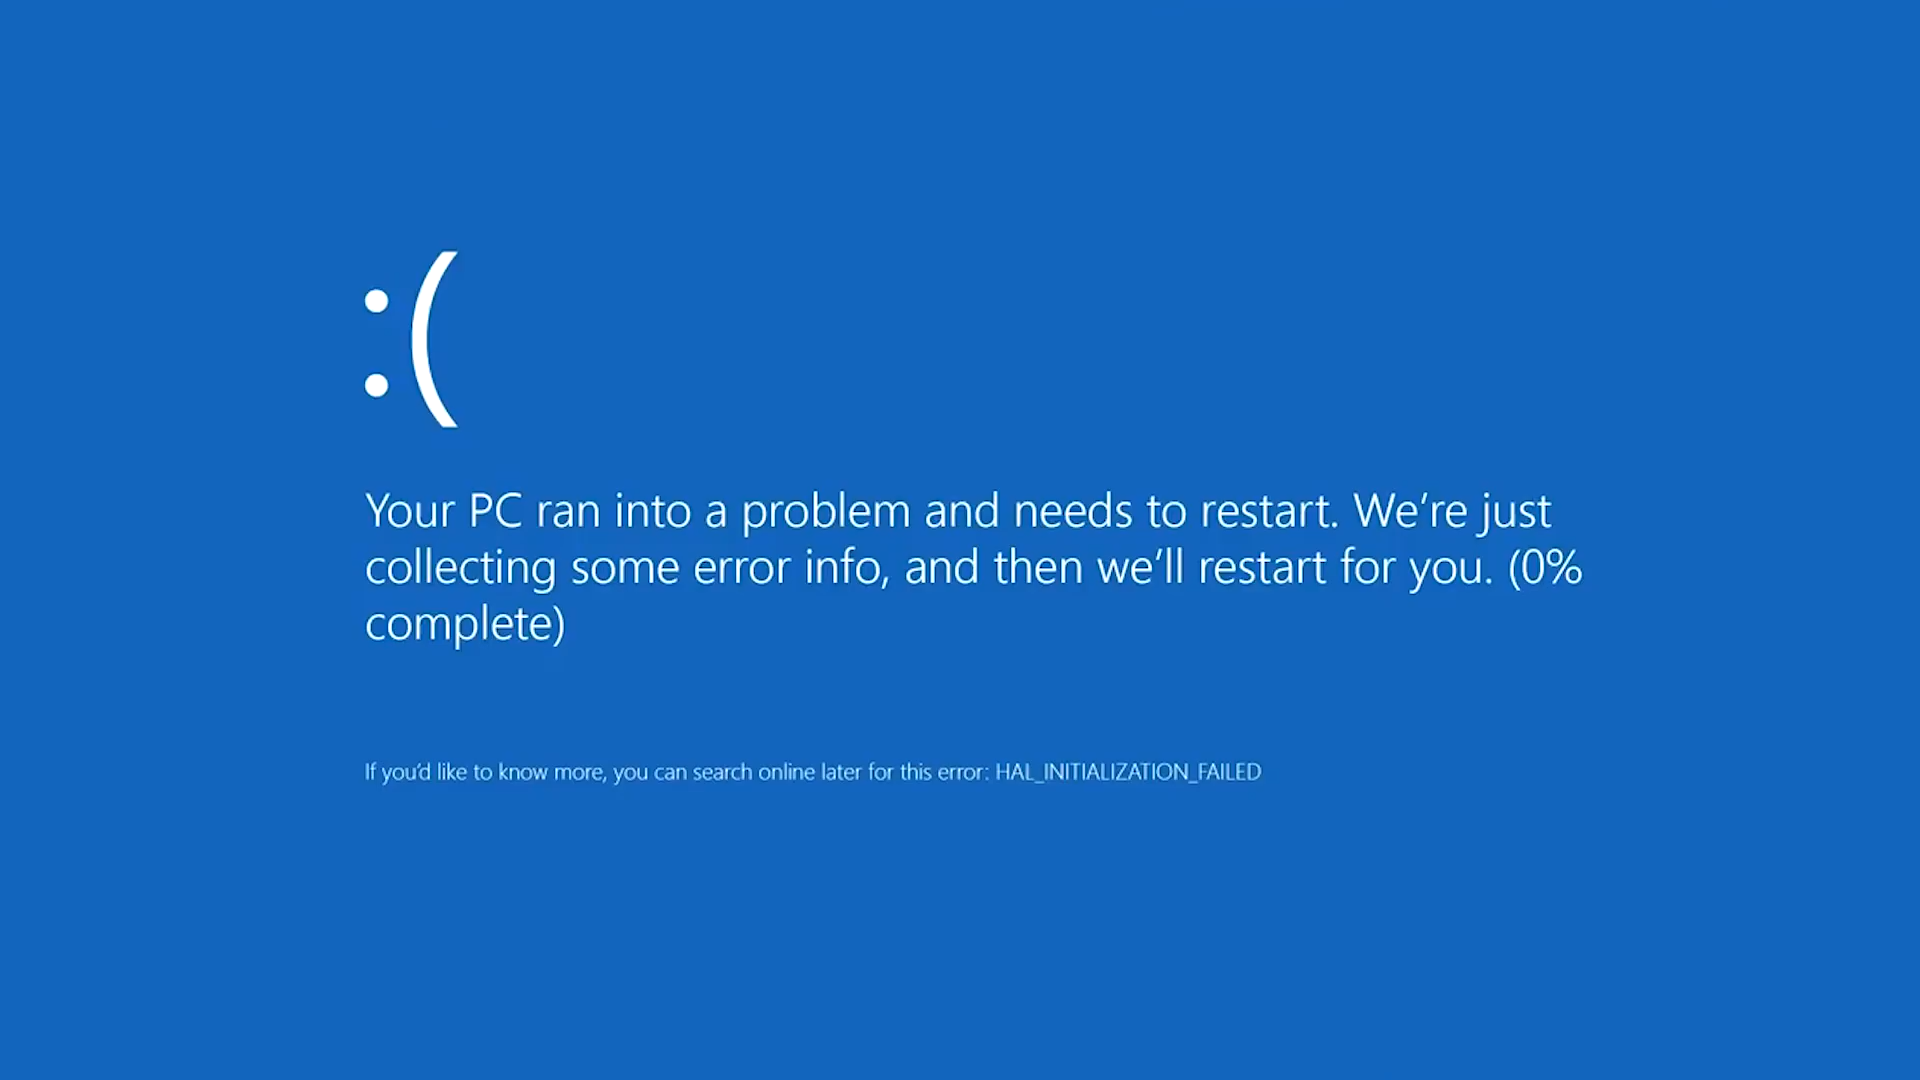 :(
Your PC ran into a problem and needs to restart. We're just
collecting some error info, and then we'll restart for you. (0%
complete)
If you'd like to know more, you can search online later for this error: HAL_INITIALIZATION_FAILED